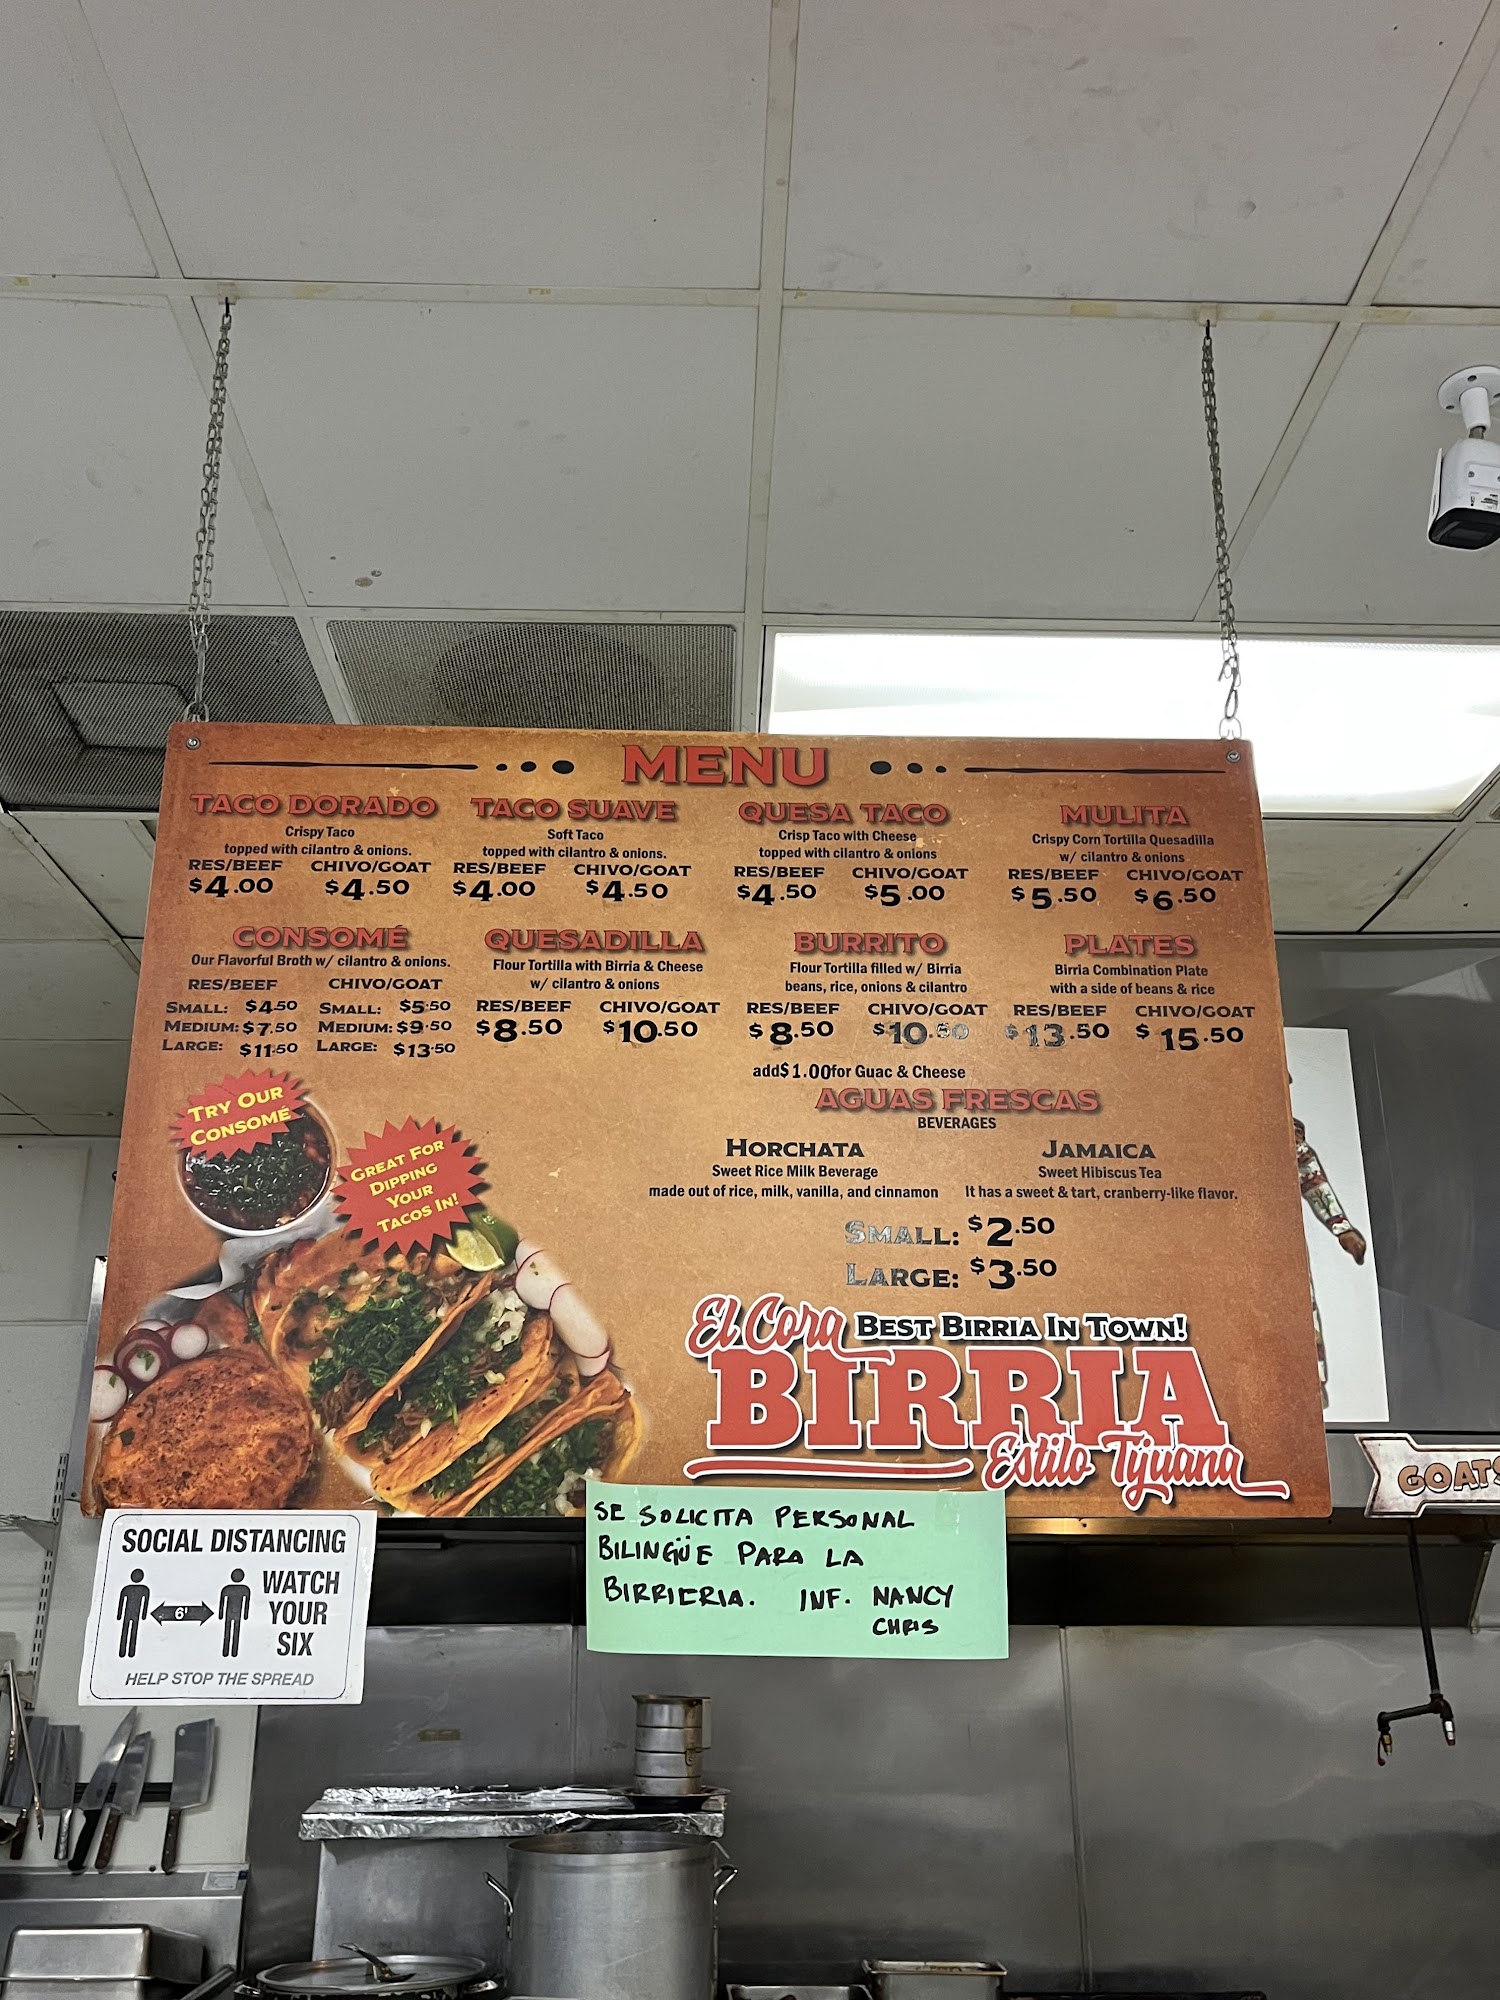 MENU
TACO DORADO
Crispy Taco
topped with cilantro & onions.
RES/BEEF CHIVO/GOAT
$4.00 $4.50
TACO SUAVE
Soft Taco
topped with cilantro & onions.
RES/BEEF CHIVO/GOAT
$4.00 $4.50
QUESA TACO
Crisp Taco with Cheese
topped with cilantro & onions
RES/BEEF CHIVO/GOAT
$4.50 $5.00
MULITA
Crispy Corn Tortilla Quesadilla
w/ cilantro & onions
RES/BEEF CHIVO/GOAT
$5.50 $6.50
CONSOMÉ
Our Flavorful Broth w/ cilantro & onions.
RES/BEEF CHIVO/GOAT
SMALL: $4.50 SMALL: $5.50
MEDIUM: $7.50 MEDIUM: $9.50
LARGE: $11.50 LARGE: $13.50
QUESADILLA
Flour Tortilla with Birria & Cheese
w/ cilantro & onions
RES/BEEF CHIVO/GOAT
$8.50 $10.50
BURRITO
Flour Tortilla filled w/ Birria
beans, rice, onions & cilantro
RES/BEEF CHIVO/GOAT
$8.50 $10.50
add$1.00for Guac & Cheese
PLATES
Birria Combination Plate
with a side of beans & rice
RES/BEEF CHIVO/GOAT
$13.50 $15.50
AGUAS FRESCAS
BEVERAGES
HORCHATA
Sweet Rice Milk Beverage
made out of rice, milk, vanilla, and cinnamon
JAMAICA
Sweet Hibiscus Tea
It has a sweet & tart, cranberry-like flavor.
SMALL: $2.50
LARGE: $3.50
TRY OUR
CONSOMÉ
GREAT FOR
DIPPING
YOUR
TACOS IN!
El Cora BEST BIRRIA IN TOWN!
BIRRIA
Estilo Tijuana
GOATS
SOCIAL DISTANCING
6'
WATCH
YOUR
SIX
HELP STOP THE SPREAD
SE SOLICITA PERSONAL
BILINGÜE PARA LA
BIRRIERIA. INF. NANCY
CHRIS